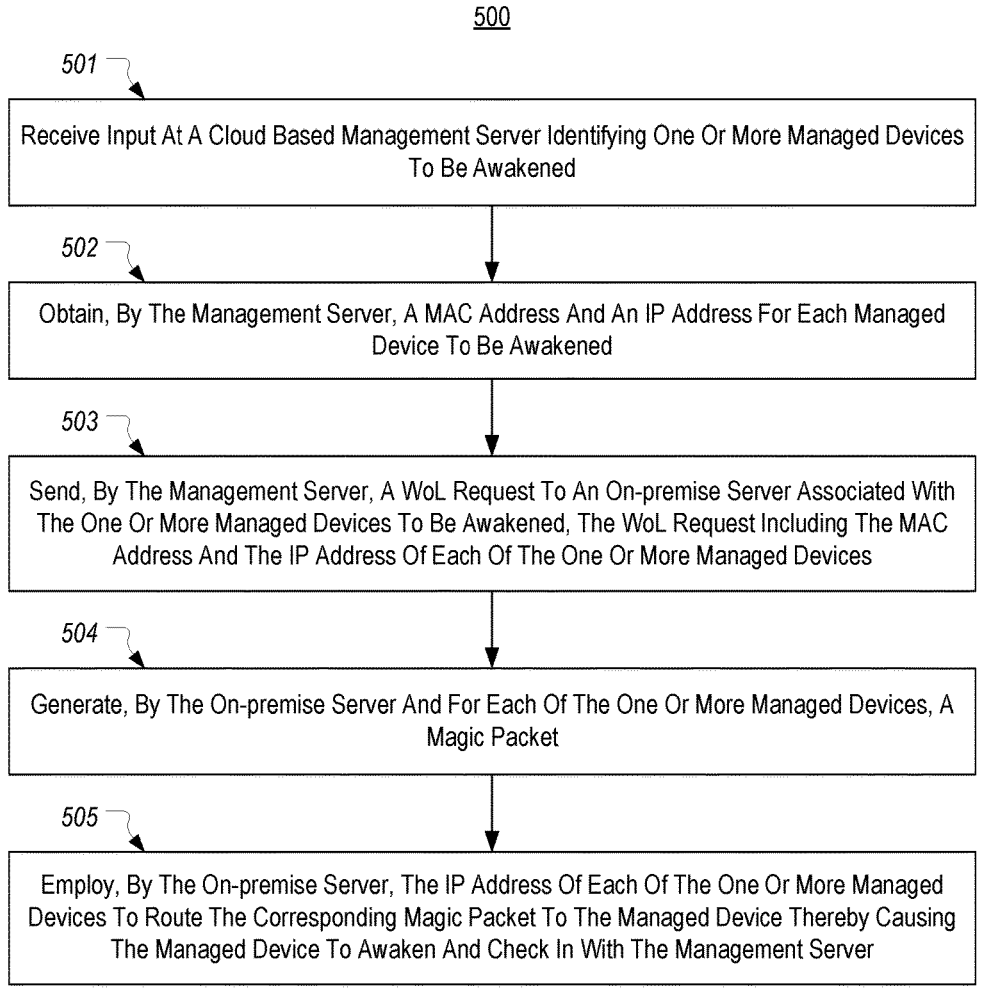 500
501
Receive Input At A Cloud Based Management Server Identifying One Or More Managed Devices
To Be Awakened
502
Obtain, By The Management Server, A MAC Address And An IP Address For Each Managed
Device To Be Awakened
503
Send, By The Management Server, A WoL Request To An On-premise Server Associated With
The One Or More Managed Devices To Be Awakened, The WoL Request Including The MAC
Address And The IP Address Of Each Of The One Or More Managed Devices
504
Generate, By The On-premise Server And For Each Of The One Or More Managed Devices, A
Magic Packet
505
Employ, By The On-premise Server, The IP Address Of Each Of The One Or More Managed
Devices To Route The Corresponding Magic Packet To The Managed Device Thereby Causing
The Managed Device To Awaken And Check In With The Management Server